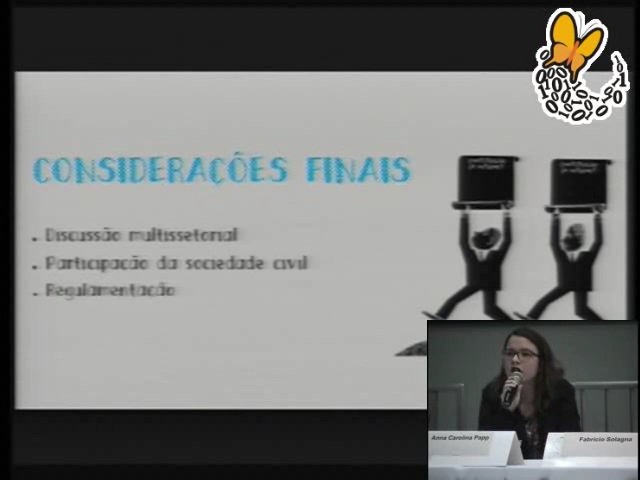 CONSIDERAÇÕES FINAIS
. Discussão multissetorial
. Participação da sociedade civil
. Regulamentação
Anna Carolina Papp
Fabricio Solagna